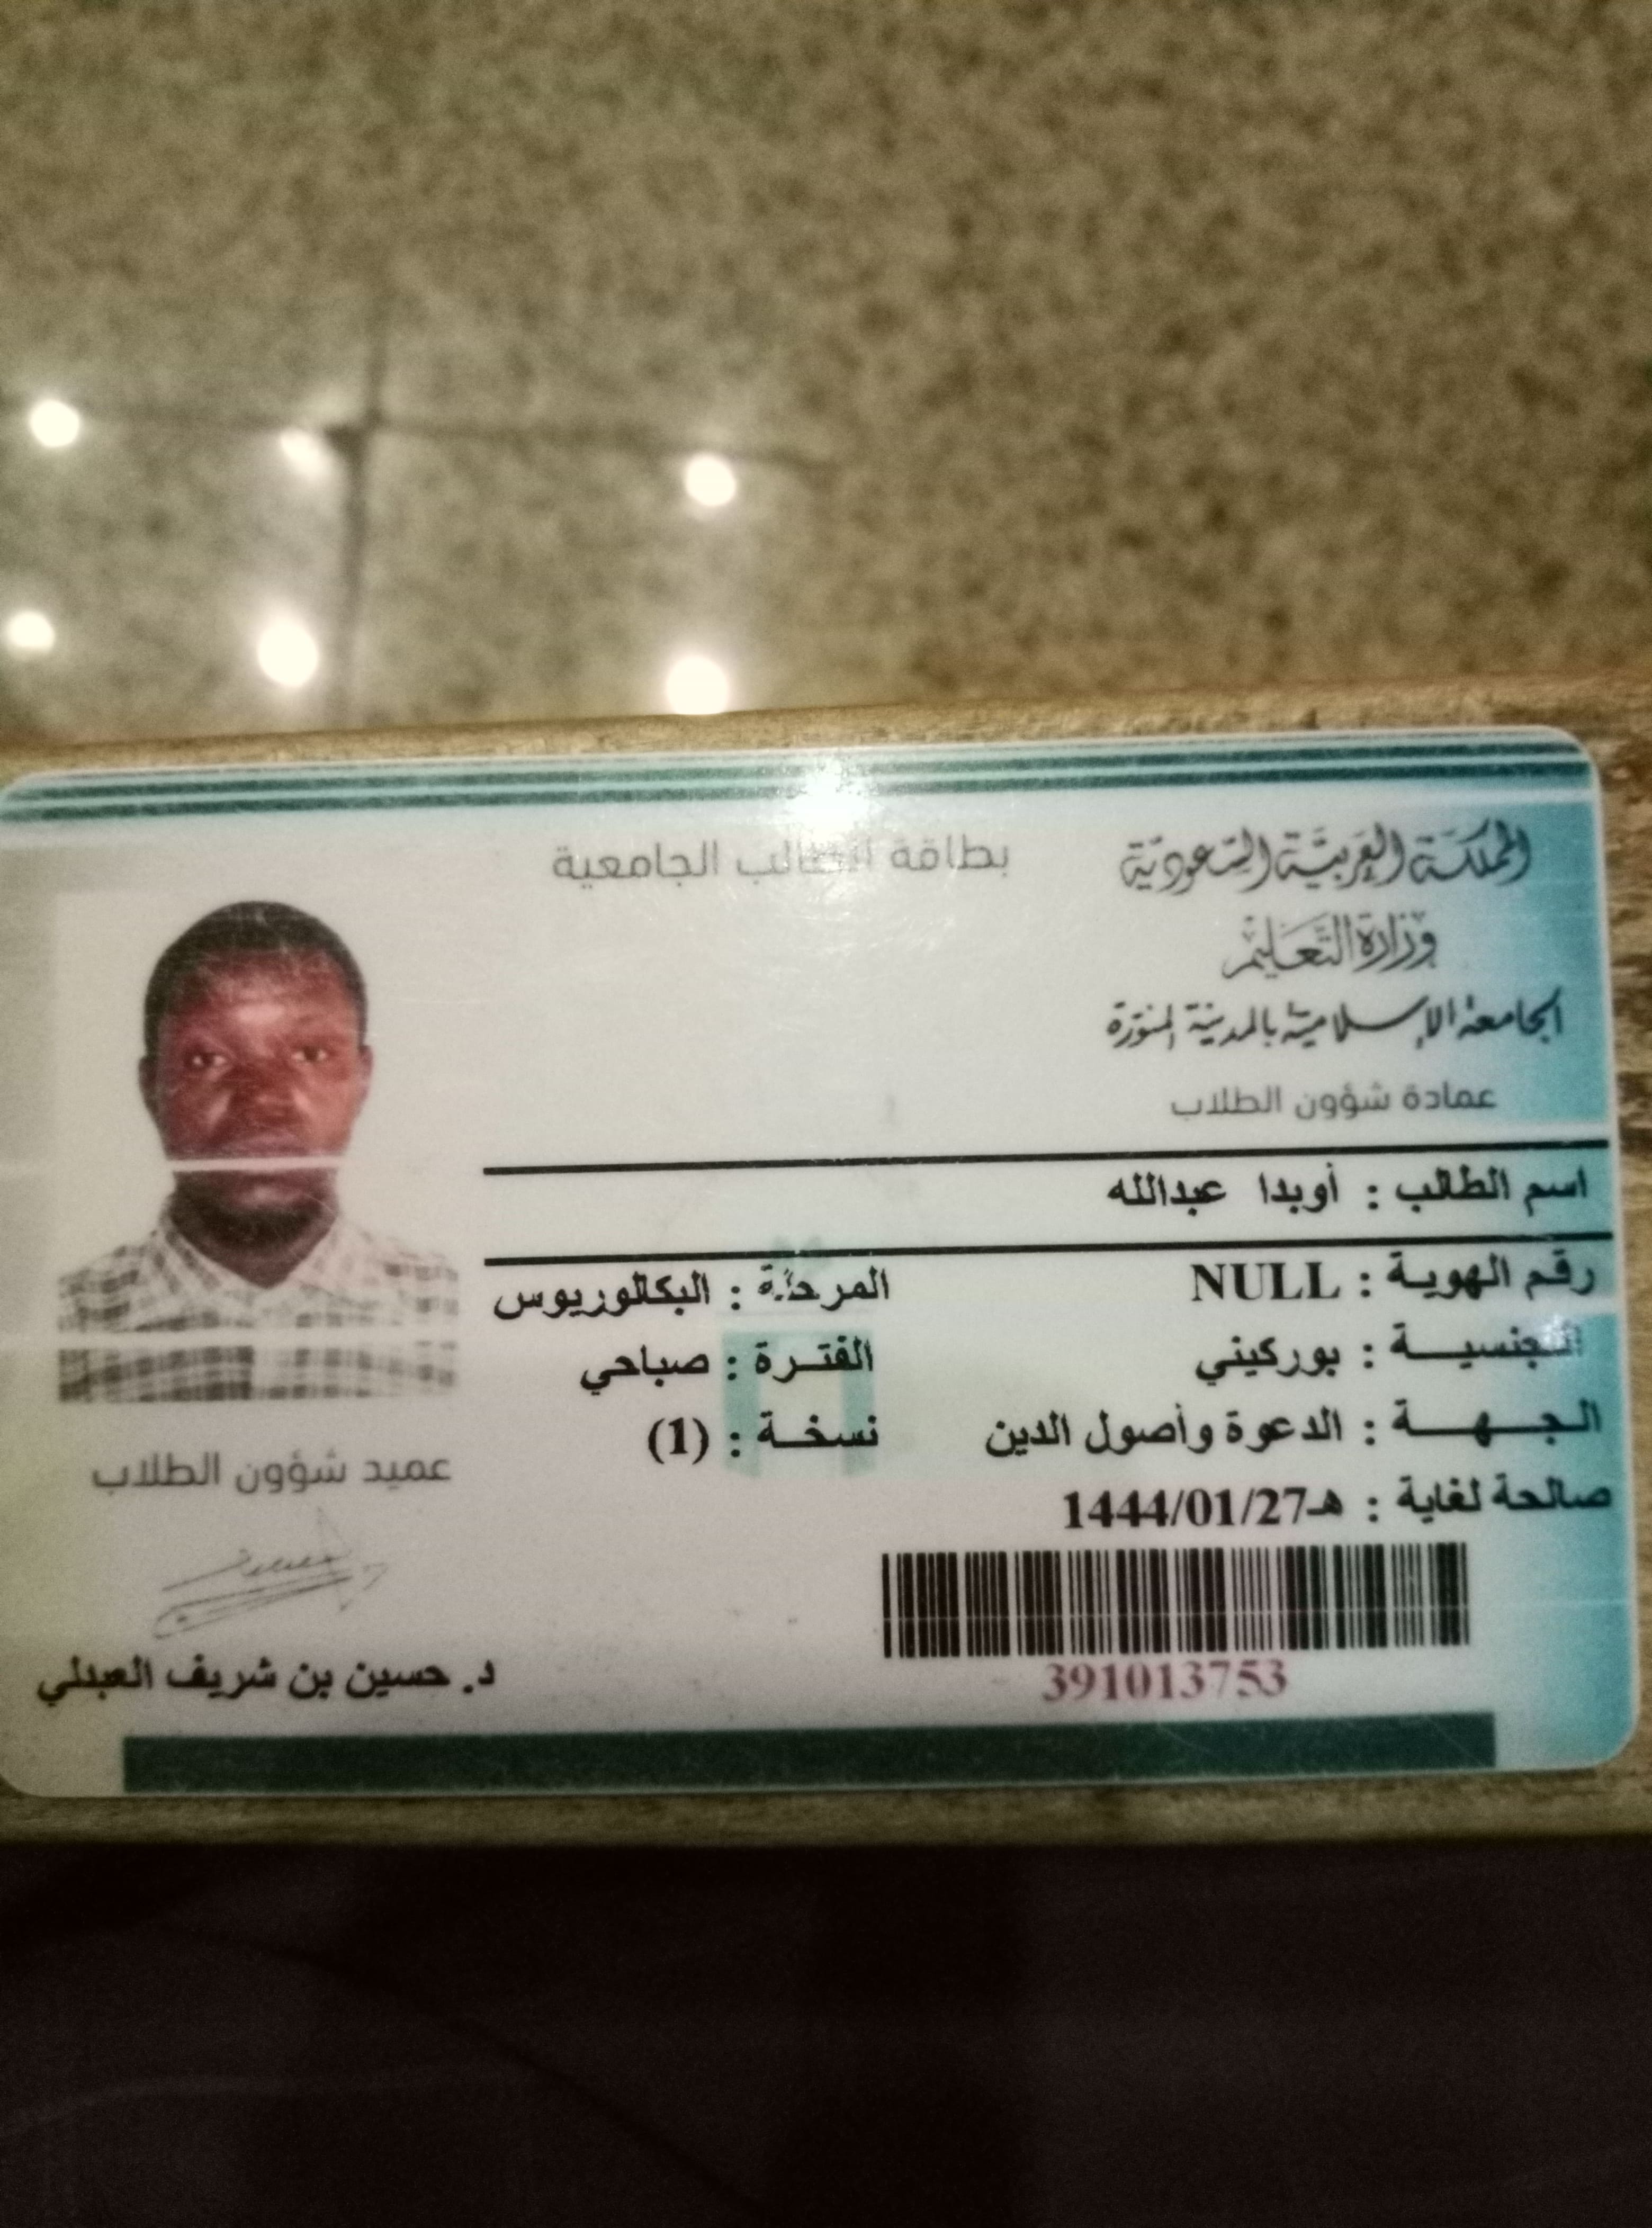 المملكة العربية السعودية
وزارة التعليم
الجامعة الإسلامية بالمدينة المنورة
عمادة شؤون الطلاب
بطاقة الطالب الجامعية
اسم الطالب : أوبدا عبدالله
رقم الهوية : NULL
المرحلة : البكالوريوس
الجنسية : بوركيني
الفترة : صباحي
الجهة : الدعوة وأصول الدين
نسخة : (1)
صالحة لغاية : 1444/01/27هـ
391013753
عميد شؤون الطلاب
د. حسين بن شريف العبدلي